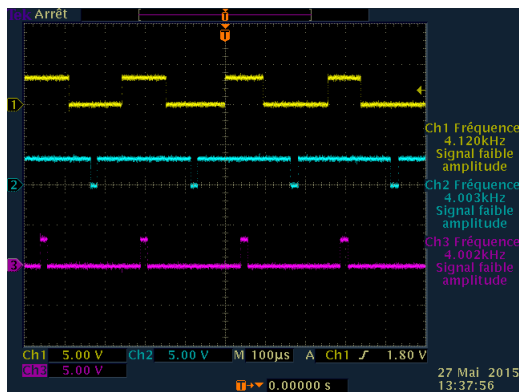 Arrêt
T
T
1
2
3
Ch1 Fréquence
4.120kHz
Signal faible
amplitude
Ch2 Fréquence
4.003kHz
Signal faible
amplitude
Ch3 Fréquence
4.002kHz
Signal faible
amplitude
Ch1 5.00 V Ch2 5.00 V M 100µs A Ch1 1.80 V
Ch3 5.00 V
T 0.00000 s
27 Mai 2015
13:37:56